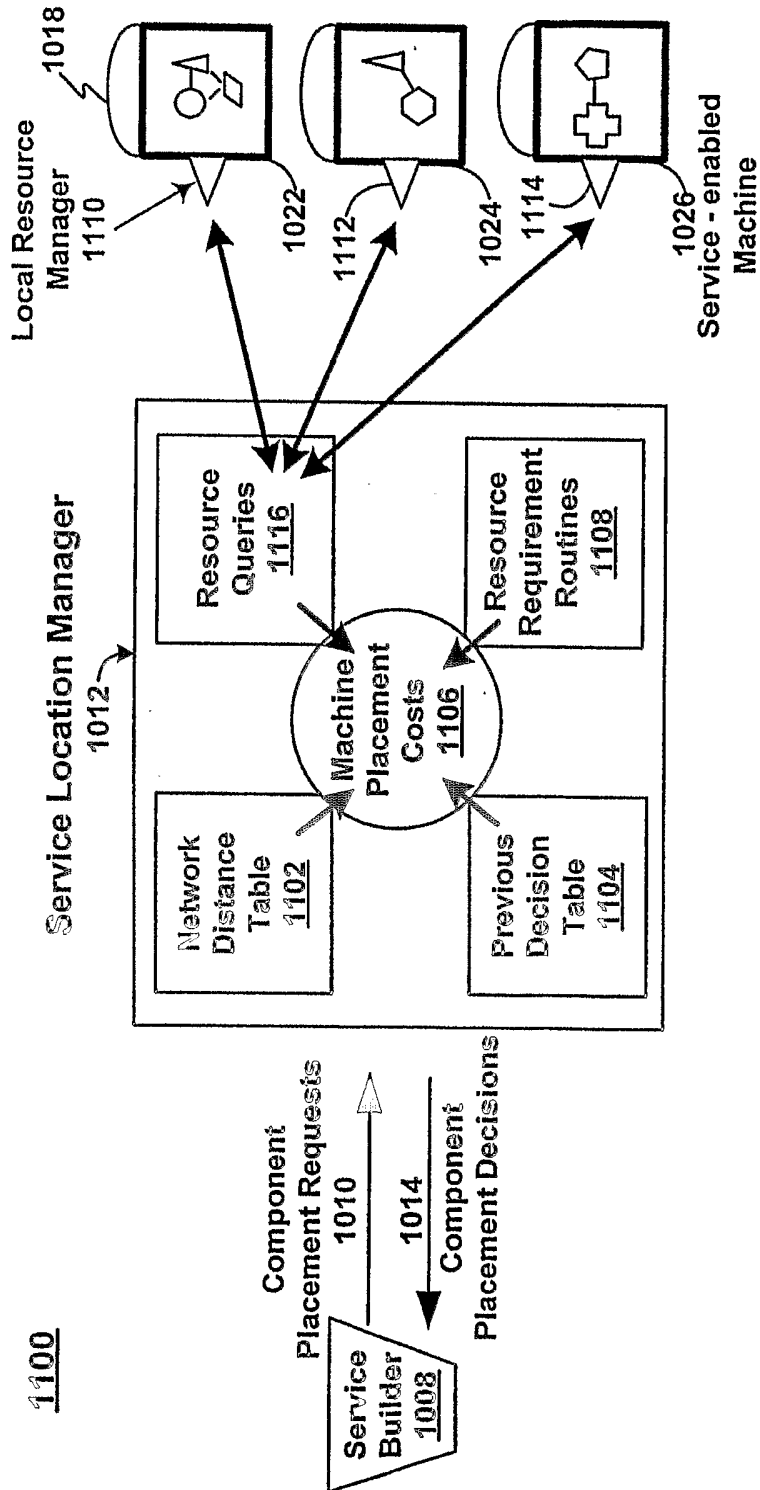 1100
Service
Builder
1008
Component
Placement Requests
1010
1014
Component
Placement Decisions
Service Location Manager
1012
Network
Distance
Table
1102
Resource
Queries
1116
Machine
Placement
Costs
1106
Previous
Decision
Table
1104
Resource
Requirement
Routines
1108
Local Resource
Manager
1110
1018
1022
1112
1024
1114
1026
Service - enabled
Machine